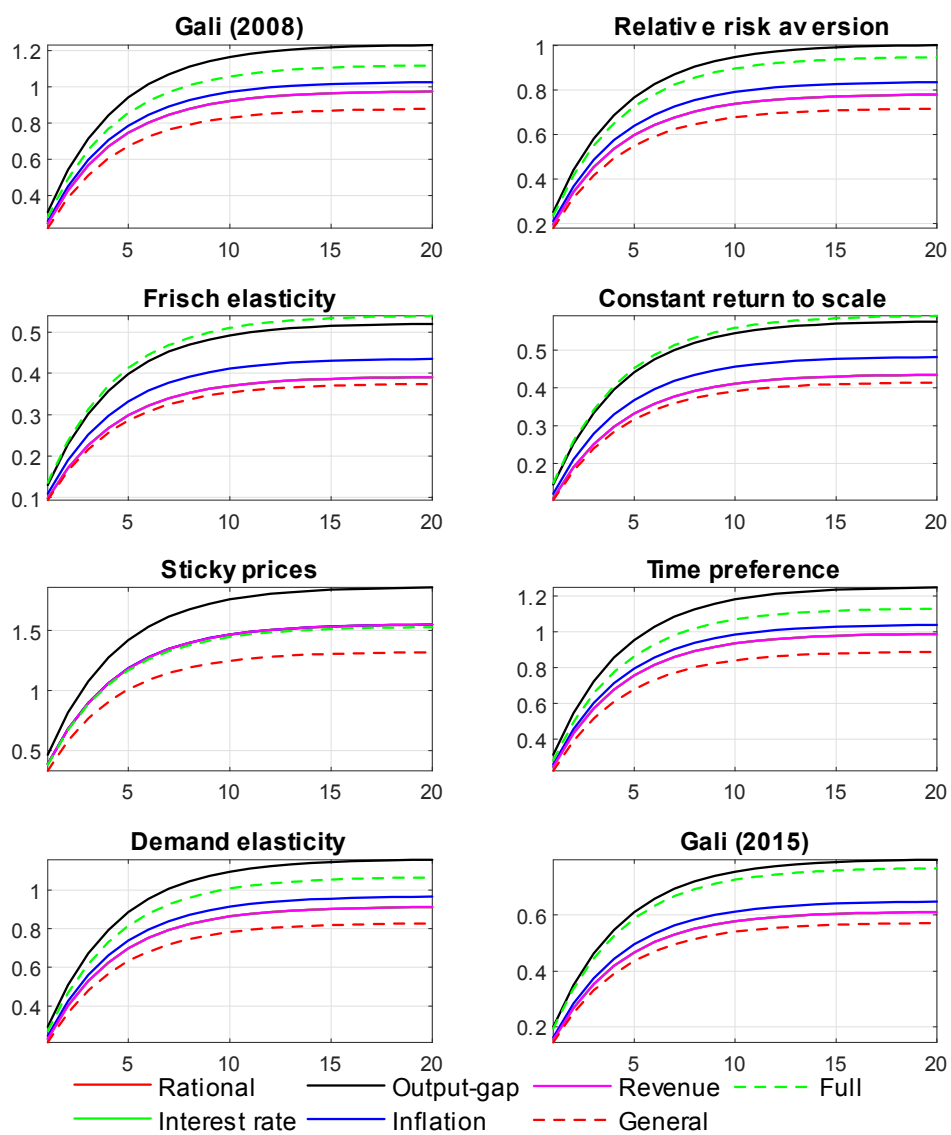 Gali (2008)
Relative risk aversion
1.2
1
0.8
0.6
0.4
5 10 15 20
1
0.8
0.6
0.4
0.2
5 10 15 20
Frisch elasticity
Constant return to scale
0.5
0.4
0.3
0.2
0.1
5 10 15 20
0.5
0.4
0.3
0.2
5 10 15 20
Sticky prices
Time preference
1.5
1
0.5
5 10 15 20
1.2
1
0.8
0.6
0.4
5 10 15 20
Demand elasticity
Gali (2015)
1
0.8
0.6
0.4
5 10 15 20
0.6
0.4
0.2
5 10 15 20
Rational Output-gap Revenue Full
Interest rate Inflation General